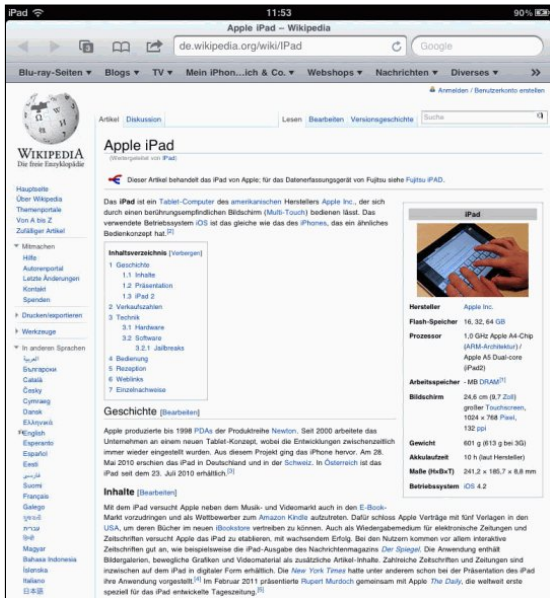 iPad
11:53
90%
Apple iPad – Wikipedia
de.wikipedia.org/wiki/IPad
Google
Blu-ray-Seiten ▾ Blogs ▾ TV ▾ Mein iPhon...ich & Co. ▾ Webshops ▾ Nachrichten ▾ Diverses ▾ »
Anmelden / Benutzerkonto erstellen
Artikel Diskussion
Lesen Bearbeiten Versionsgeschichte
Suche
WIKIPEDIA
Die freie Enzyklopädie
Hauptseite
Über Wikipedia
Themenportale
Von A bis Z
Zufälliger Artikel
Mitmachen
Hilfe
Autorenportal
Letzte Änderungen
Kontakt
Spenden
Drucken/exportieren
Werkzeuge
In anderen Sprachen
العربية
Български
Català
Česky
Cymraeg
Dansk
Ελληνικά
English
Esperanto
Español
Eesti
فارسی
Suomi
Français
Galego
हिन्दी
Magyar
Bahasa Indonesia
Íslenska
Italiano
日本語
Apple iPad
(Weitergeleitet von IPad)
Dieser Artikel behandelt das iPad von Apple; für das Datenerfassungsgerät von Fujitsu siehe Fujitsu iPAD.
Das iPad ist ein Tablet-Computer des amerikanischen Herstellers Apple Inc., der sich
durch einen berührungsempfindlichen Bildschirm (Multi-Touch) bedienen lässt. Das
verwendete Betriebssystem iOS ist das gleiche wie das des iPhones, das ein ähnliches
Bedienkonzept hat.[2]
Inhaltsverzeichnis [Verbergen]
1 Geschichte
1.1 Inhalte
1.2 Präsentation
1.3 iPad 2
2 Verkaufszahlen
3 Technik
3.1 Hardware
3.2 Software
3.2.1 Jailbreaks
4 Bedienung
5 Rezeption
6 Weblinks
7 Einzelnachweise
iPad
Hersteller Apple Inc.
Flash-Speicher 16, 32, 64 GB
Prozessor 1,0 GHz Apple A4-Chip
(ARM-Architektur) /
Apple A5 Dual-core
(iPad2)
Arbeitsspeicher - MB DRAM[1]
Bildschirm 24,6 cm (9,7 Zoll)
großer Touchscreen,
1024 × 768 Pixel,
132 ppi
Gewicht 601 g (613 g bei 3G)
Akkulaufzeit 10 h (laut Hersteller)
Maße (H×B×T) 241,2 × 185,7 × 8,8 mm
Betriebssystem iOS 4.2
Geschichte [Bearbeiten]
Apple produzierte bis 1998 PDAs der Produktreihe Newton. Seit 2000 arbeitete das
Unternehmen an einem neuen Tablet-Konzept, wobei die Entwicklungen zwischenzeitlich
immer wieder eingestellt wurden. Aus diesem Projekt ging das iPhone hervor. Am 28.
Mai 2010 erschien das iPad in Deutschland und in der Schweiz. In Österreich ist das
iPad seit dem 23. Juli 2010 erhältlich.[3]
Inhalte [Bearbeiten]
Mit dem iPad versucht Apple neben dem Musik- und Videomarkt auch in den E-Book-
Markt vorzudringen und als Wettbewerber zum Amazon Kindle aufzutreten. Dafür schloss Apple Verträge mit fünf Verlagen in den
USA, um deren Bücher im neuen iBookstore vertreiben zu können. Auch als Wiedergabemedium für elektronische Zeitungen und
Zeitschriften versucht Apple das iPad zu etablieren, mit wachsendem Erfolg. Bei den Nutzern kommen vor allem interaktive
Zeitschriften gut an, wie beispielsweise die iPad-Ausgabe des Nachrichtenmagazins Der Spiegel. Die Anwendung enthält
Bildergalerien, bewegliche Grafiken und Videomaterial als zusätzliche Artikel-Inhalte. Zahlreiche Zeitschriften und Zeitungen sind
inzwischen auf dem iPad in digitaler Form erhältlich. Die New York Times hatte unter anderem schon bei der Präsentation des iPad
ihre Anwendung vorgestellt.[4] Im Februar 2011 präsentierte Rupert Murdoch gemeinsam mit Apple The Daily, die weltweit erste
speziell für das iPad entwickelte Tageszeitung.[5]